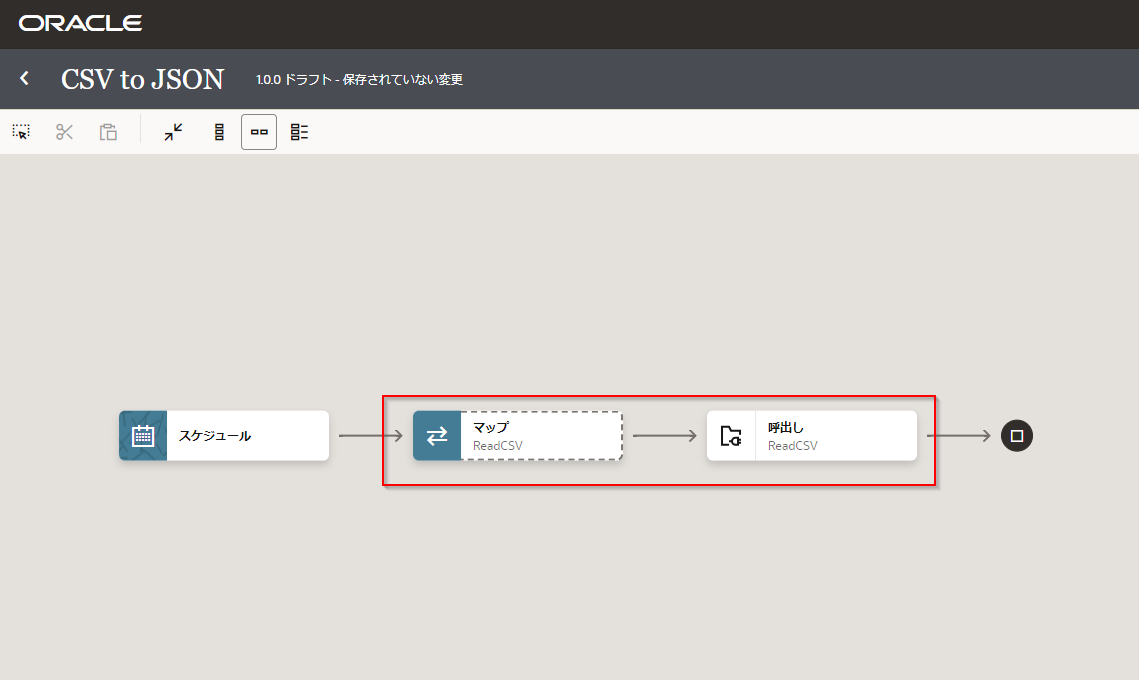 ORACLE
CSV to JSON
1.0.0 ドラフト - 保存されていない変更
スケジュール
マップ
ReadCSV
呼出し
ReadCSV